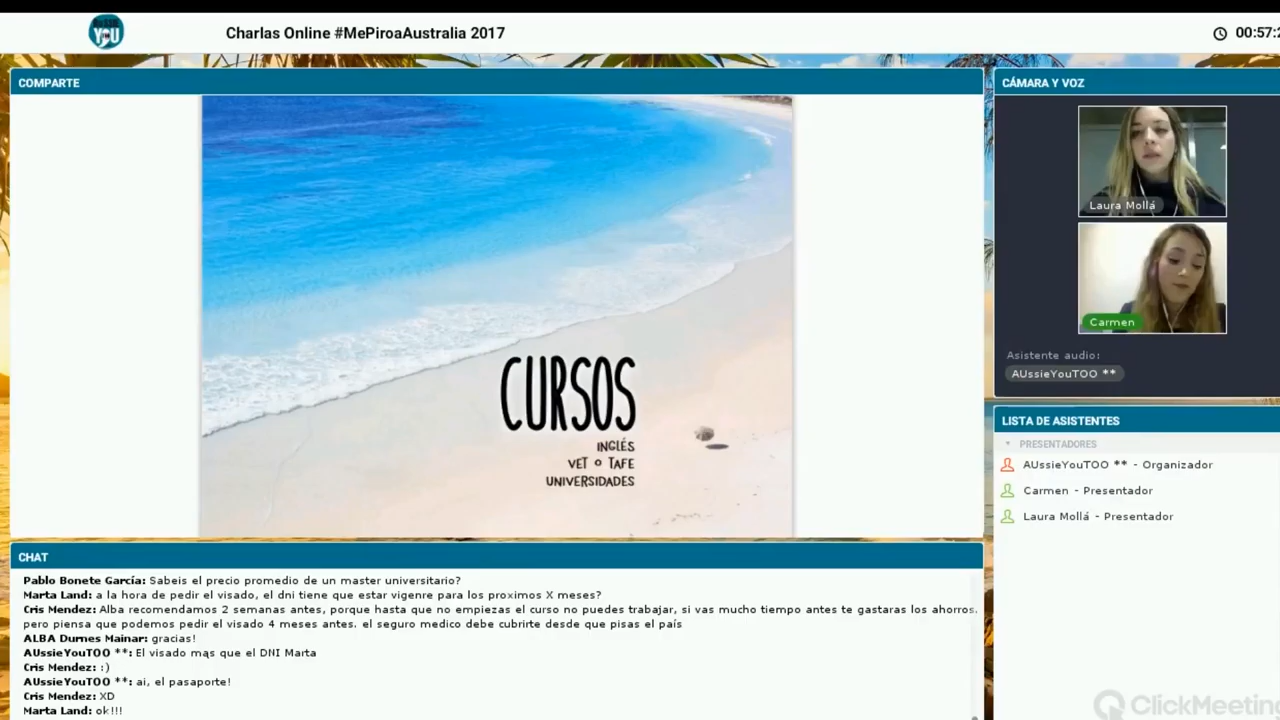 AUSSIE
YOU
Charlas Online #MePiroaAustralia 2017
00:57:2
COMPARTE
CURSOS
INGLÉS
VET o TAFE
UNIVERSIDADES
CÁMARA Y VOZ
Laura Mollá
Carmen
Asistente audio:
AUssieYouTOO **
LISTA DE ASISTENTES
PRESENTADORES
AUssieYouTOO ** - Organizador
Carmen - Presentador
Laura Mollá - Presentador
CHAT
Pablo Bonete García: Sabeis el precio promedio de un master universitario?
Marta Land: a la hora de pedir el visado, el dni tiene que estar vigenre para los proximos X meses?
Cris Mendez: Alba recomendamos 2 semanas antes, porque hasta que no empiezas el curso no puedes trabajar, si vas mucho tiempo antes te gastaras los ahorros.
pero piensa que podemos pedir el visado 4 meses antes. el seguro medico debe cubrirte desde que pisas el país
ALBA Durnes Mainar: gracias!
AUssieYouTOO **: El visado mąs que el DNI Marta
Cris Mendez: :)
AUssieYouTOO **: ai, el pasaporte!
Cris Mendez: XD
Marta Land: ok!!!
ClickMeeting